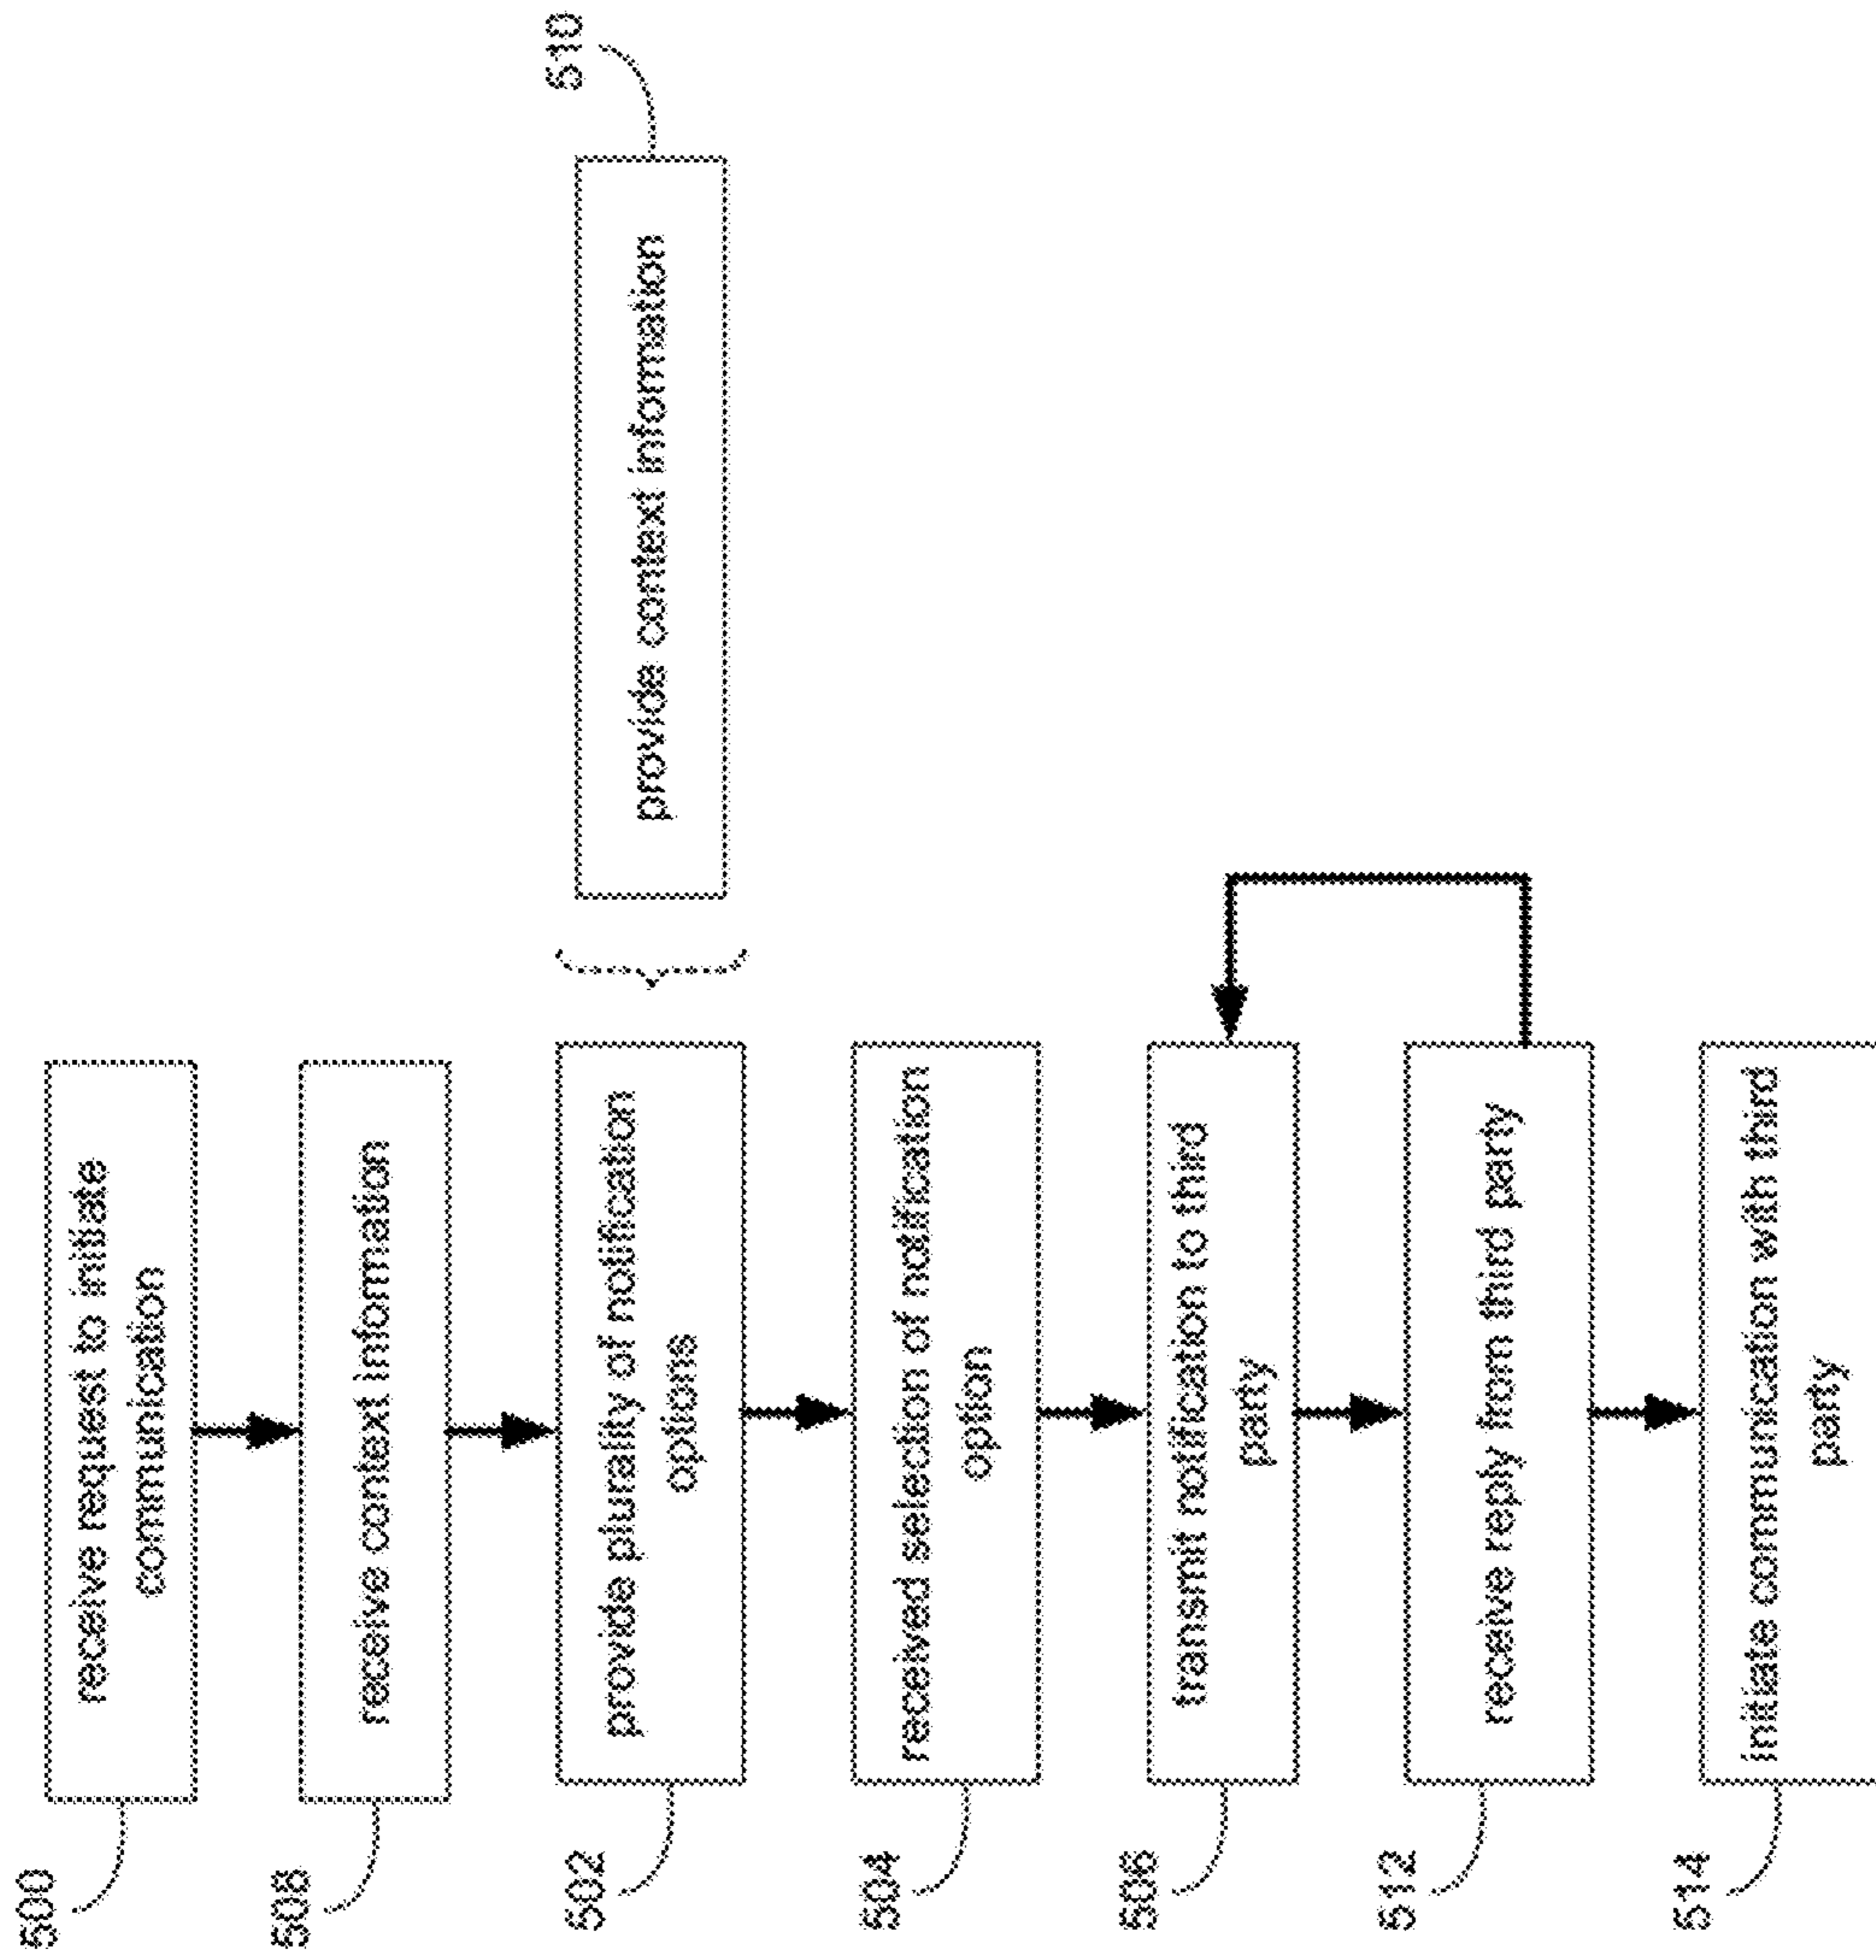 500
receive request to initiate
communication
508
receive context information
502
provide plurality of notification
options
provide context information
510
504
received selection of notification
option
506
transmit notification to third
party
512
receive reply from third party
514
initiate communication with third
party